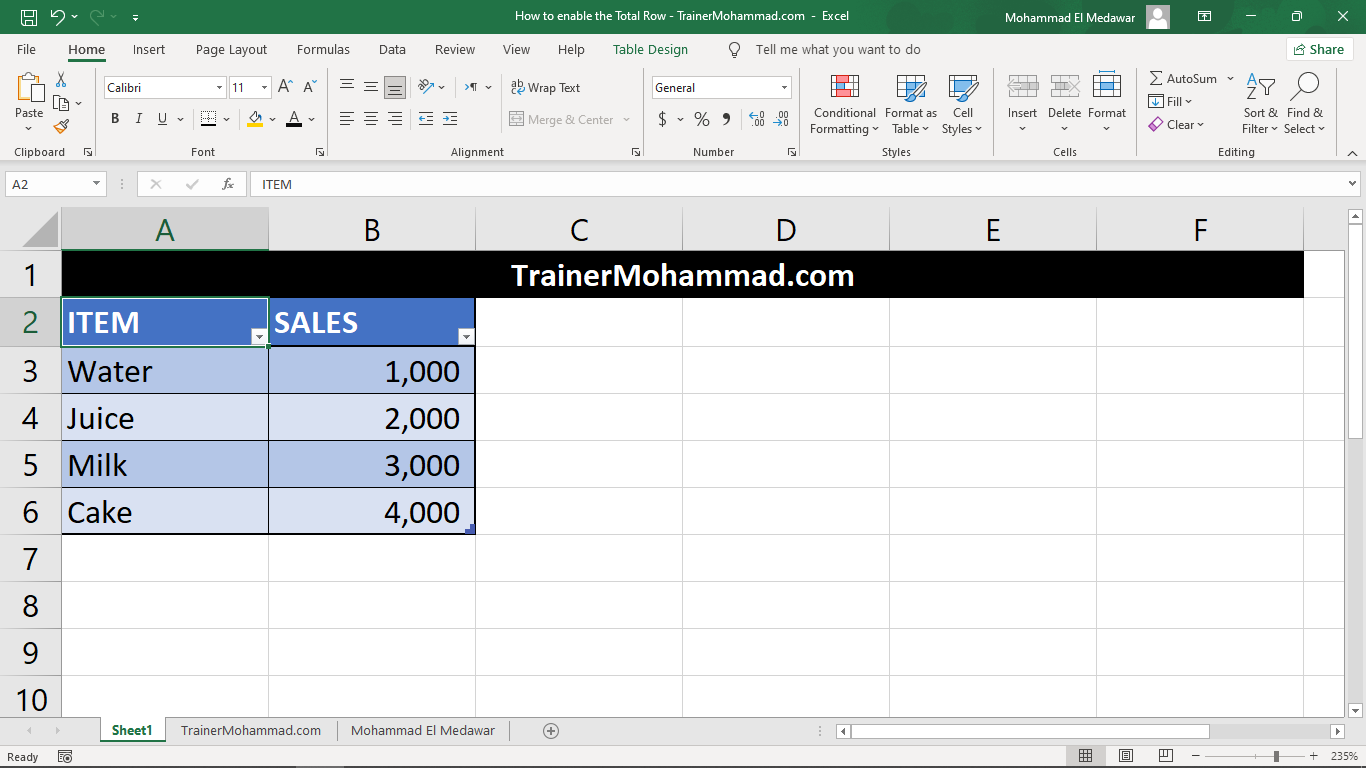 How to enable the Total Row - TrainerMohammad.com - Excel
Mohammad El Medawar
File Home Insert Page Layout Formulas Data Review View Help Table Design Tell me what you want to do Share
Paste
Calibri 11
B I U
ab Wrap Text
Merge & Center
General
$ % 9
Conditional Formatting
Format as Table
Cell Styles
Insert Delete Format
AutoSum
Fill
Clear
Sort & Filter
Find & Select
Clipboard Font Alignment Number Styles Cells Editing
A2 fx ITEM
A B C D E F
1 TrainerMohammad.com
2 ITEM SALES
3 Water 1,000
4 Juice 2,000
5 Milk 3,000
6 Cake 4,000
7
8
9
10
Sheet1 TrainerMohammad.com Mohammad El Medawar
Ready 235%